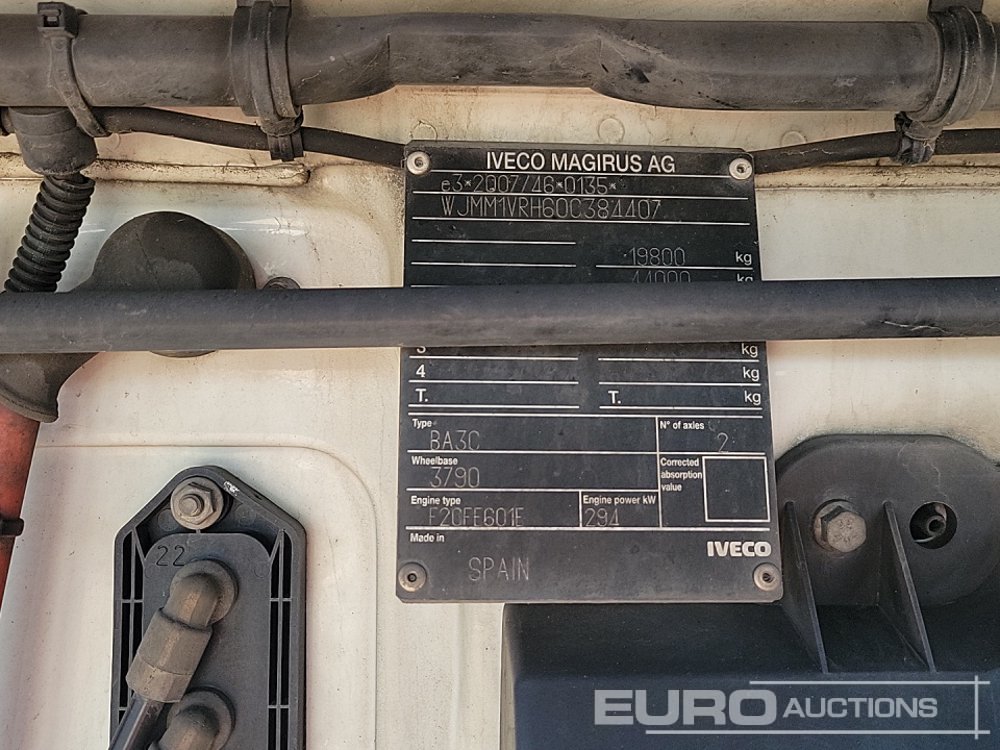 IVECO MAGIRUS AG
e3*2007/46*0135*
WJMM1VRH60C384407
19800 kg
44000 kg
3 kg
4 kg
T. T. kg
Type N° of axles
BA3C 2
Wheelbase Corrected absorption value
3790
Engine type Engine power kW
F2GFE601E 294
Made in
IVECO
SPAIN
22
EURO AUCTIONS